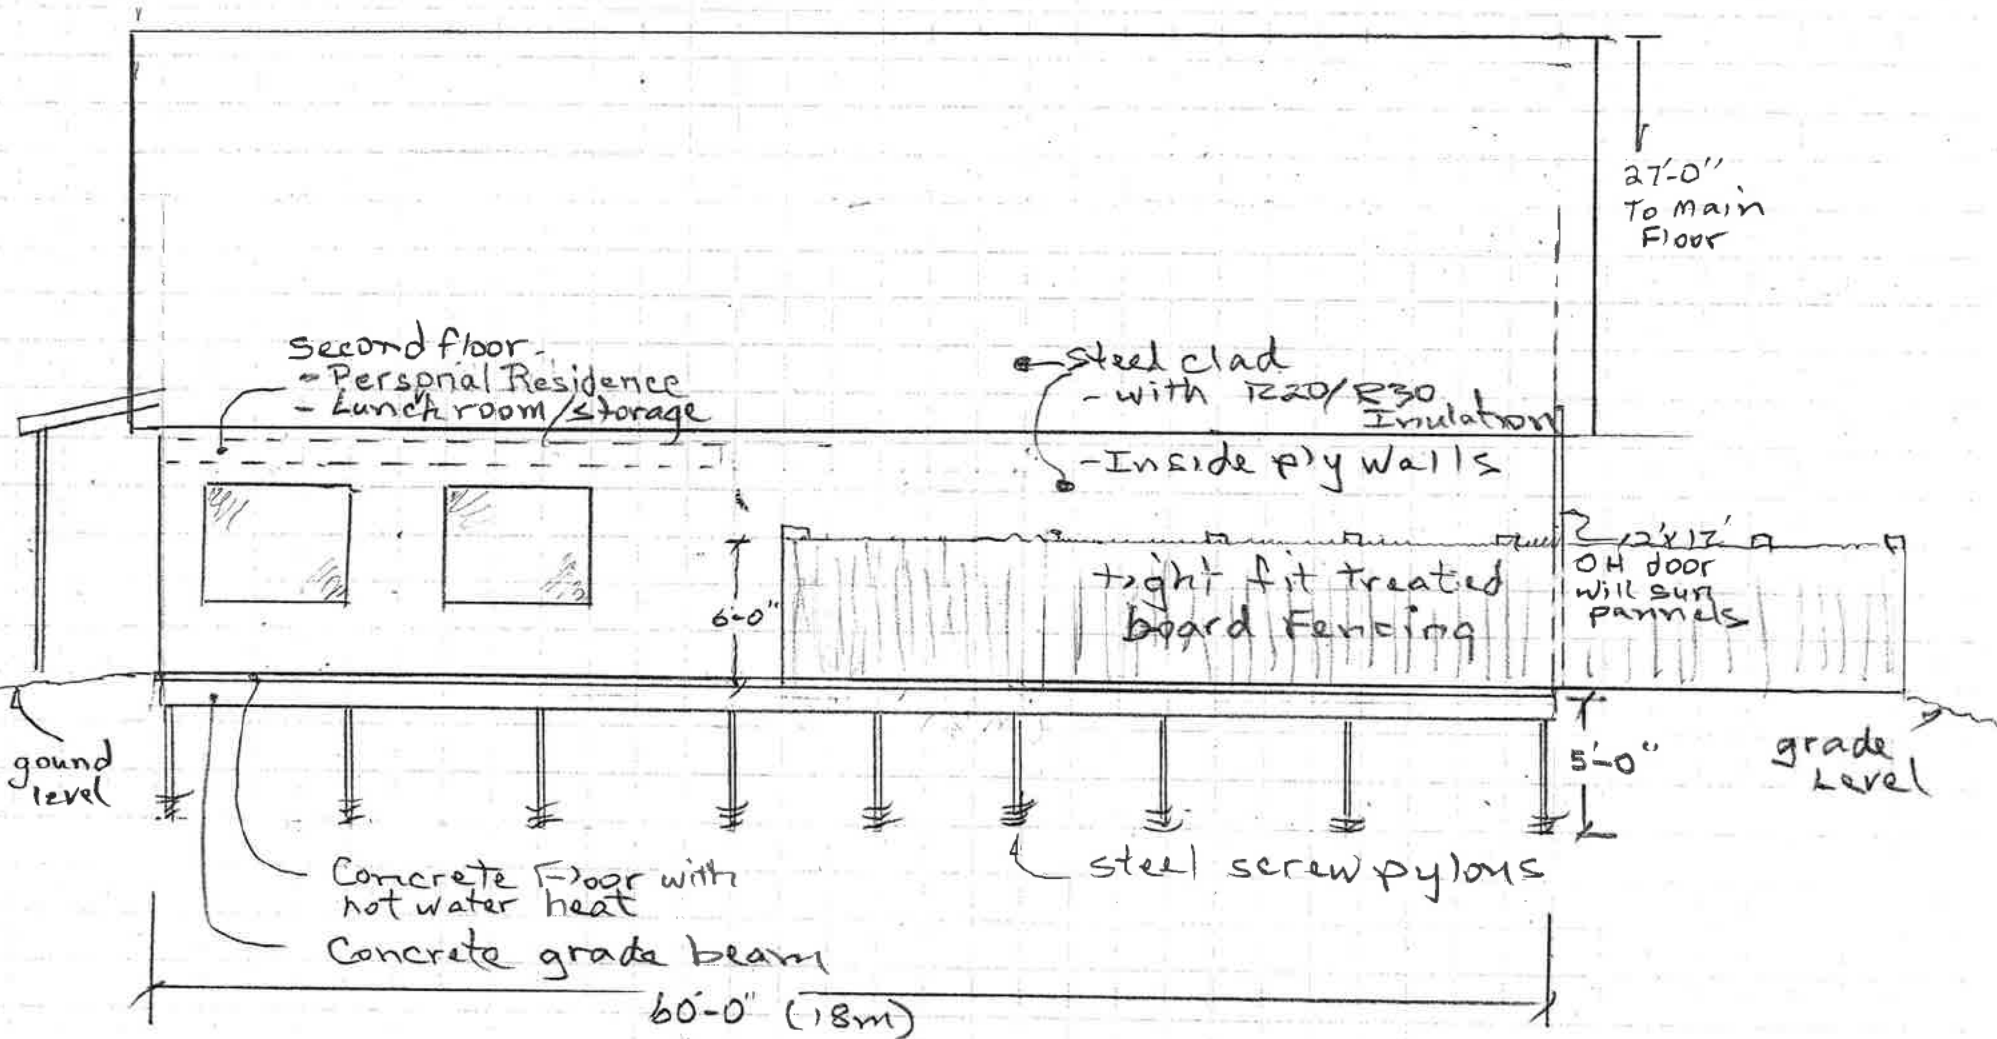 27'-0"
To Main
Floor
second floor-
- Personal Residence
- Lunch room/storage
steel clad
- with R20/R30
Insulation
- Inside ply walls
12'x12'
OH door
will sun
pannels
tight fit treated
board Fencing
6-0"
gound
level
5'-0"
grade
Level
steel screw pylons
Concrete Floor with
hot water heat
Concrete grade beam
60'-0" (18m)